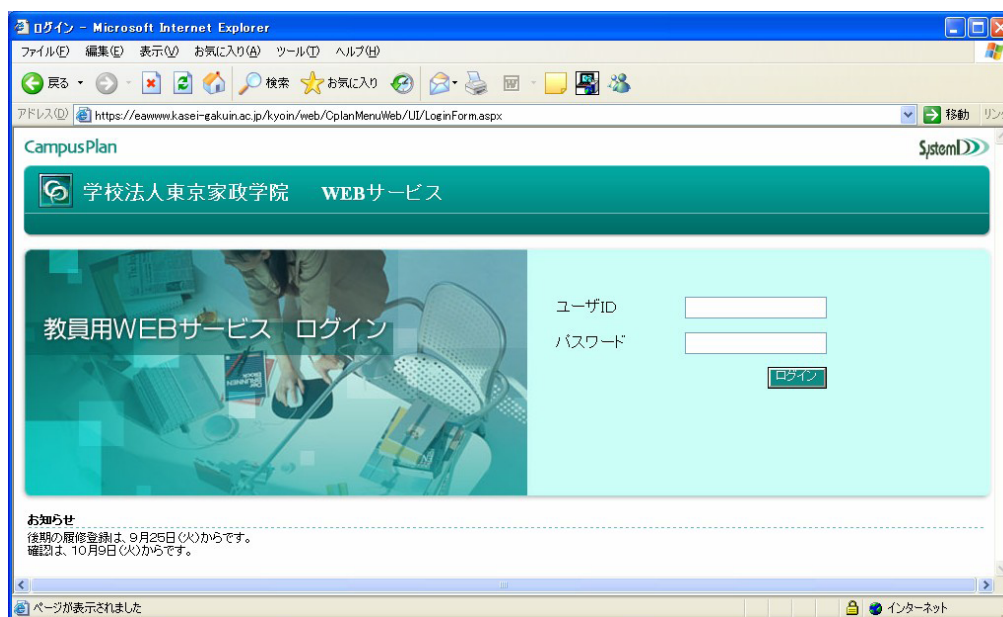 ログイン - Microsoft Internet Explorer
ファイル(F) 編集(E) 表示(V) お気に入り(A) ツール(T) ヘルプ(H)
戻る 検索 お気に入り
アドレス(D) https://eawww.kasei-gakuin.ac.jp/kyoin/web/CplanMenuWeb/UI/LoginForm.aspx 移動
CampusPlan
SystemD
学校法人東京家政学院 WEBサービス
教員用WEBサービス ログイン
ユーザID
パスワード
ログイン
お知らせ
後期の履修登録は、9月25日(火)からです。
確認は、10月9日(火)からです。
ページが表示されました インターネット